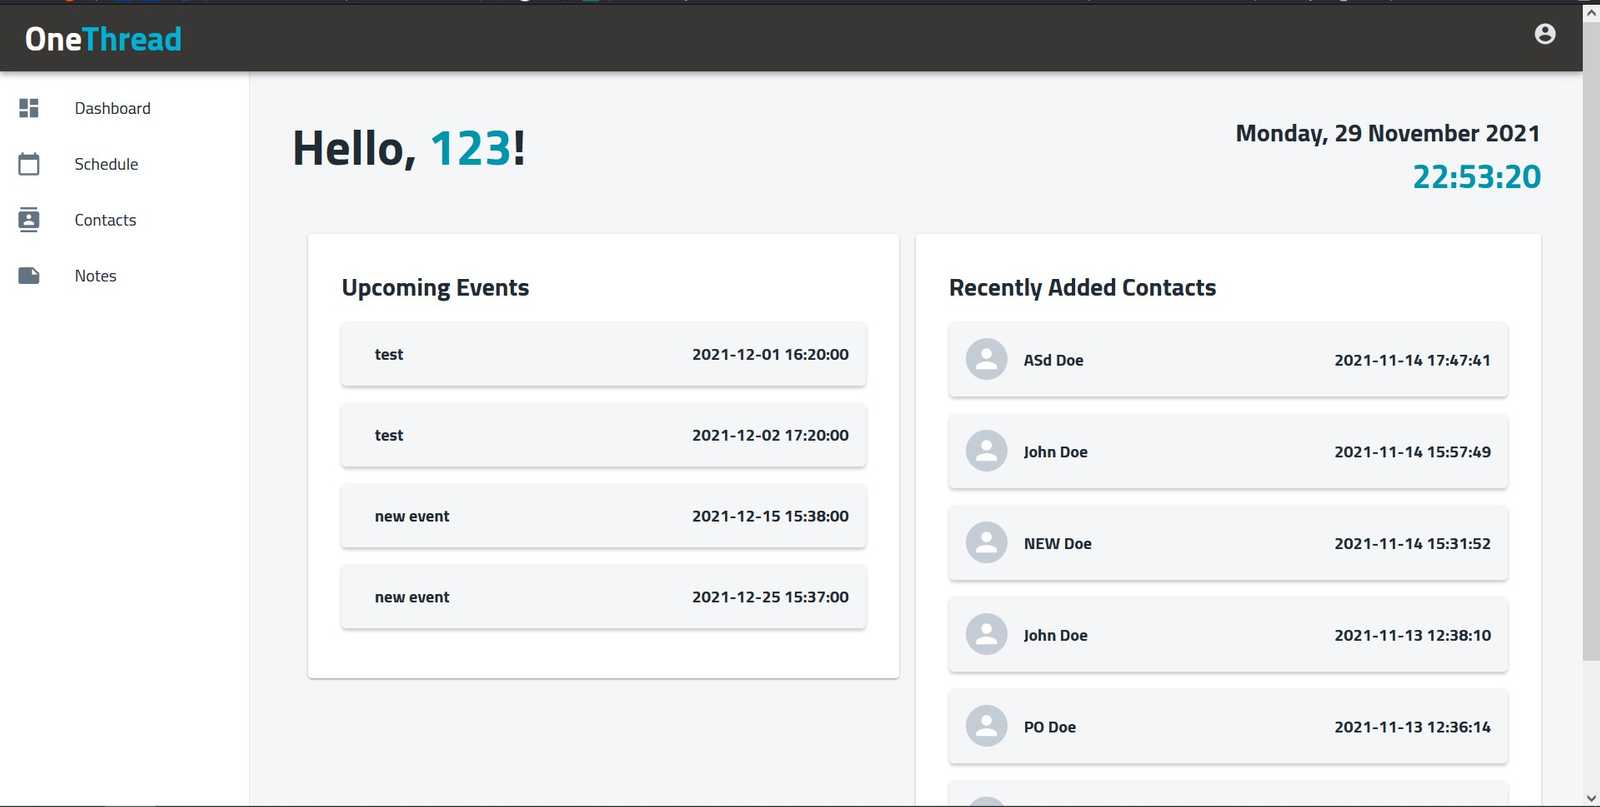 OneThread
Dashboard
Schedule
Contacts
Notes
Hello, 123!
Monday, 29 November 2021
22:53:20
Upcoming Events
test 2021-12-01 16:20:00
test 2021-12-02 17:20:00
new event 2021-12-15 15:38:00
new event 2021-12-25 15:37:00
Recently Added Contacts
ASd Doe 2021-11-14 17:47:41
John Doe 2021-11-14 15:57:49
NEW Doe 2021-11-14 15:31:52
John Doe 2021-11-13 12:38:10
PO Doe 2021-11-13 12:36:14